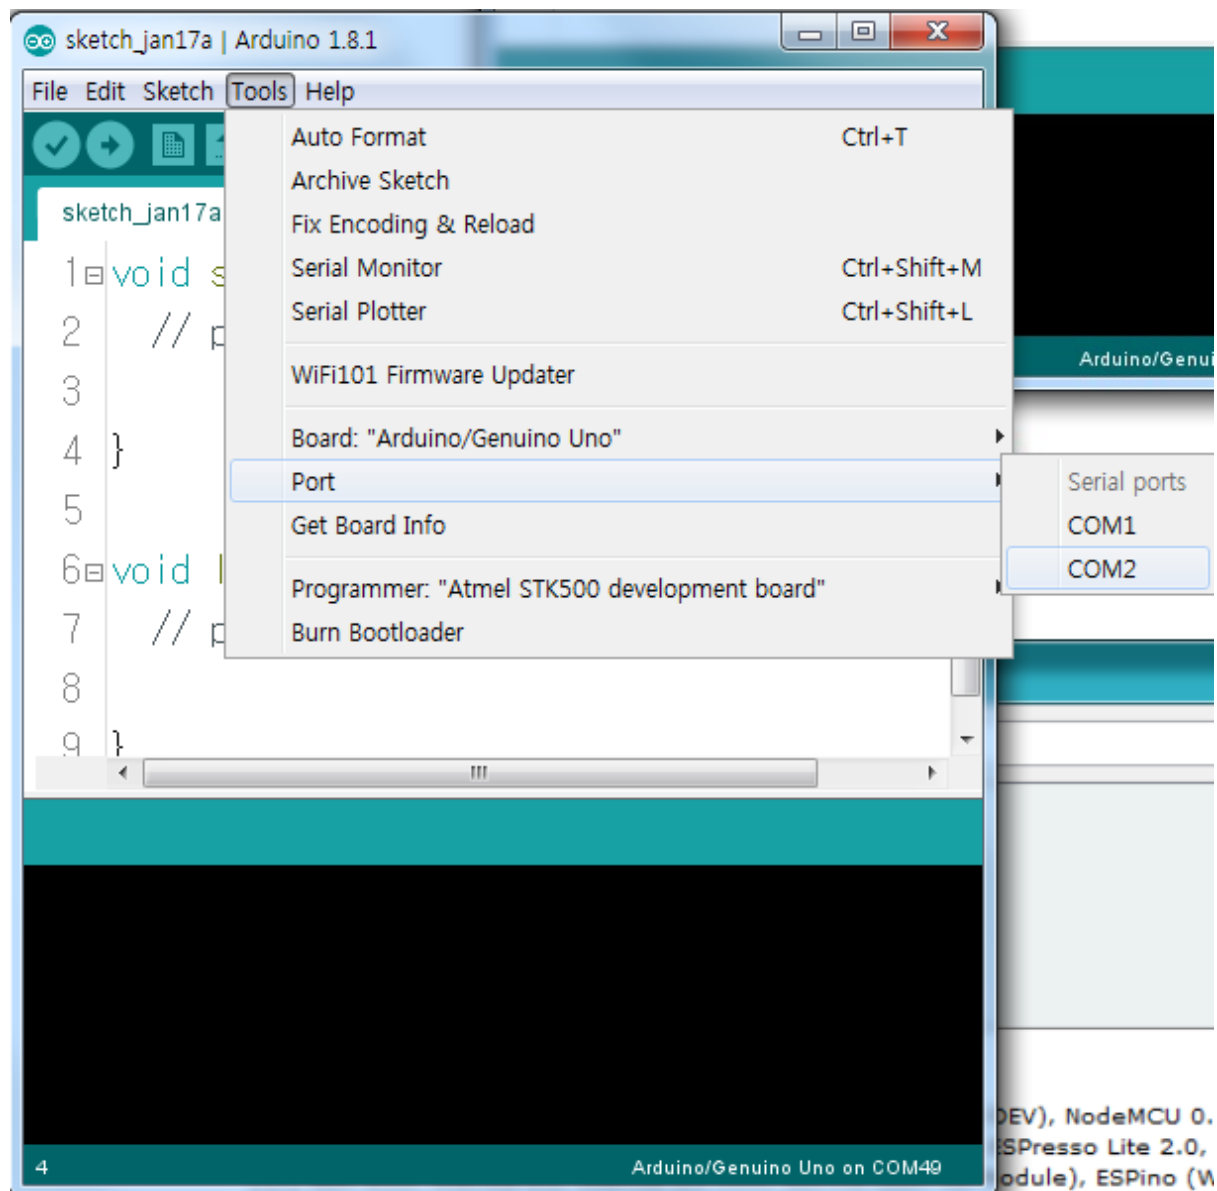 sketch_jan17a | Arduino 1.8.1
File Edit Sketch Tools Help
Auto Format Ctrl+T
Archive Sketch
Fix Encoding & Reload
Serial Monitor Ctrl+Shift+M
Serial Plotter Ctrl+Shift+L
WiFi101 Firmware Updater
Board: "Arduino/Genuino Uno"
Port
Get Board Info
Programmer: "Atmel STK500 development board"
Burn Bootloader
Serial ports
COM1
COM2
sketch_jan17a
1 void s
2 // p
3
4 }
5
6 void l
7 // p
8
9 }
4 Arduino/Genuino Uno on COM49
Arduino/Genui
DEV), NodeMCU 0.
ESPresso Lite 2.0,
odule), ESPino (W